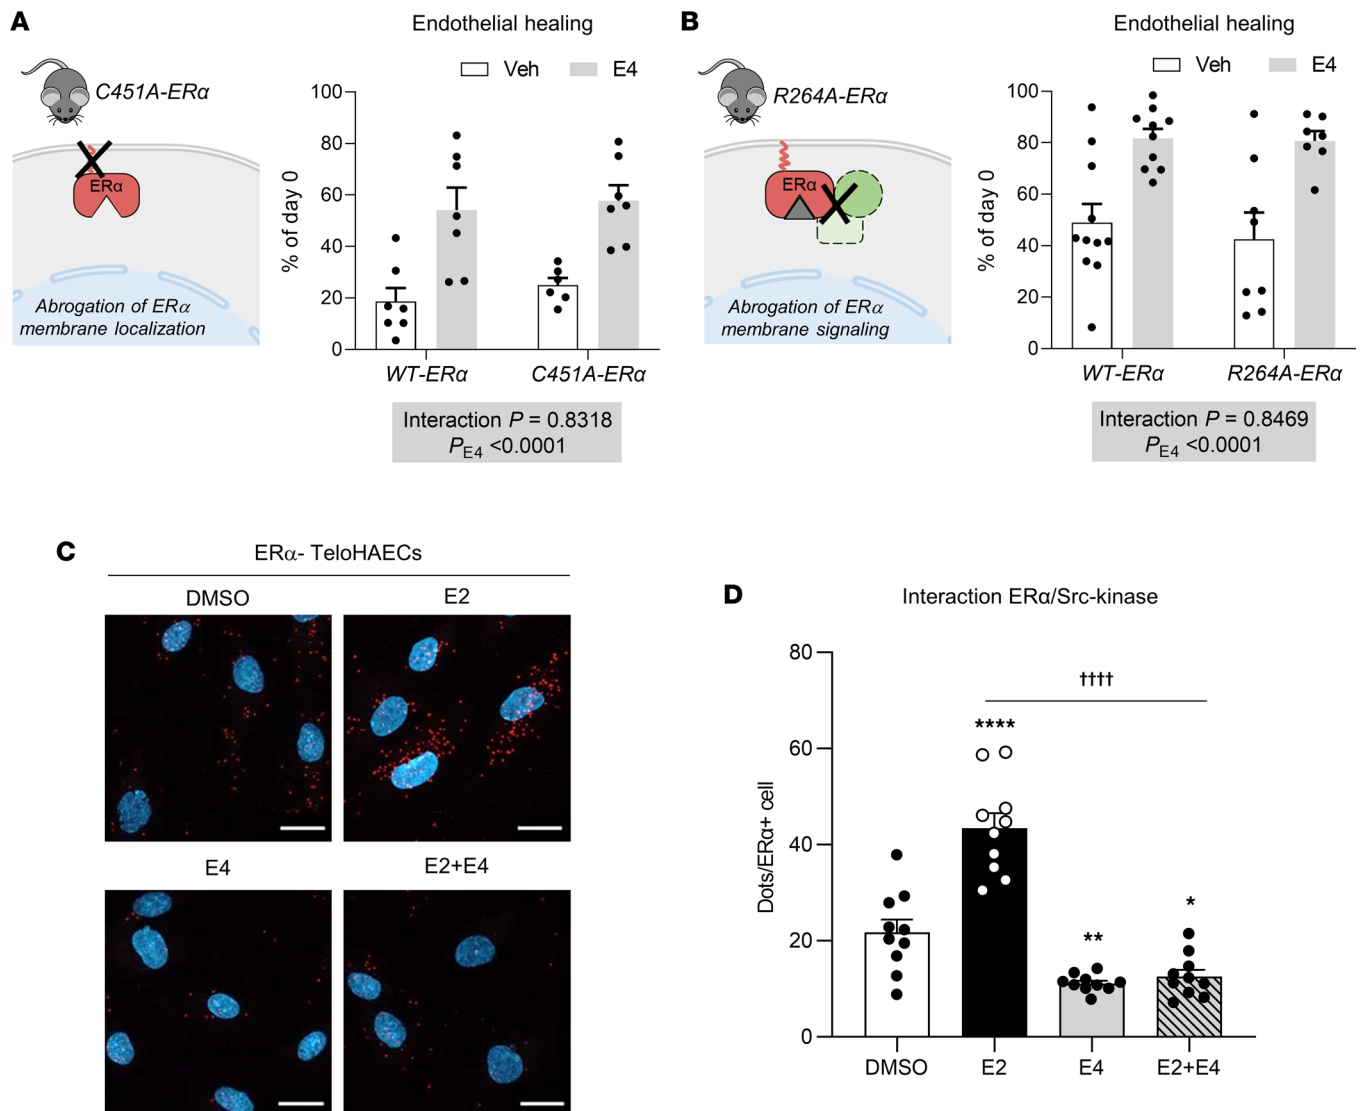 A
Endothelial healing
C451A-ERα
Veh
E4
ERα
Abrogation of ERα
membrane localization
% of day 0
100
80
60
40
20
0
WT-ERα
C451A-ERα
Interaction P = 0.8318
PE4 <0.0001
B
Endothelial healing
R264A-ERα
Veh
E4
ERα
Abrogation of ERα
membrane signaling
% of day 0
100
80
60
40
20
0
WT-ERα
R264A-ERα
Interaction P = 0.8469
PE4 <0.0001
C
ERα- TeloHAECs
DMSO
E2
E4
E2+E4
D
Interaction ERα/Src-kinase
Dots/ERα+ cell
80
60
40
20
0
††††
****
**
*
DMSO
E2
E4
E2+E4